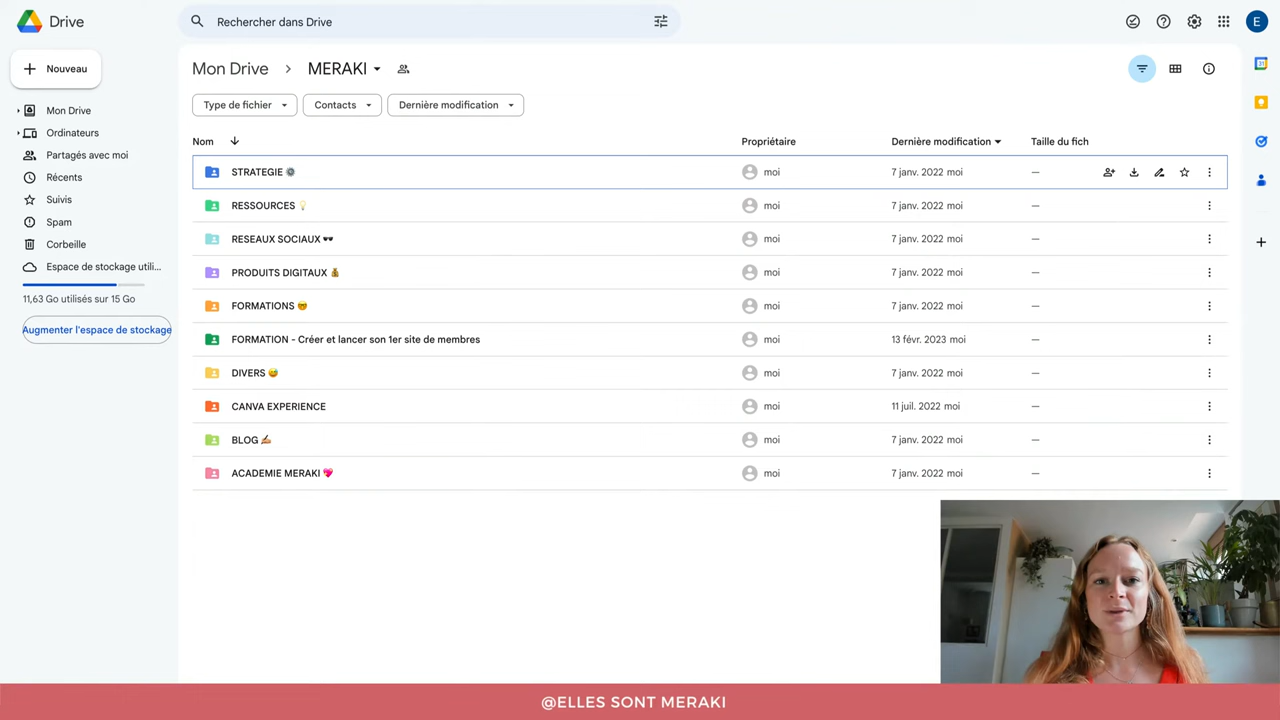 Drive
Rechercher dans Drive
E
Nouveau
Mon Drive
Ordinateurs
Partagés avec moi
Récents
Suivis
Spam
Corbeille
Espace de stockage utili...
11,63 Go utilisés sur 15 Go
Augmenter l'espace de stockage
Mon Drive > MERAKI
Type de fichier
Contacts
Dernière modification
Nom Propriétaire Dernière modification Taille du fich
STRATEGIE ⚙️ moi 7 janv. 2022 moi —
RESSOURCES 💡 moi 7 janv. 2022 moi —
RESEAUX SOCIAUX 🕶️ moi 7 janv. 2022 moi —
PRODUITS DIGITAUX 💰 moi 7 janv. 2022 moi —
FORMATIONS 🤓 moi 7 janv. 2022 moi —
FORMATION - Créer et lancer son 1er site de membres moi 13 févr. 2023 moi —
DIVERS 😅 moi 7 janv. 2022 moi —
CANVA EXPERIENCE moi 11 juil. 2022 moi —
BLOG ✍️ moi 7 janv. 2022 moi —
ACADEMIE MERAKI 💖 moi 7 janv. 2022 moi —
@ELLES SONT MERAKI